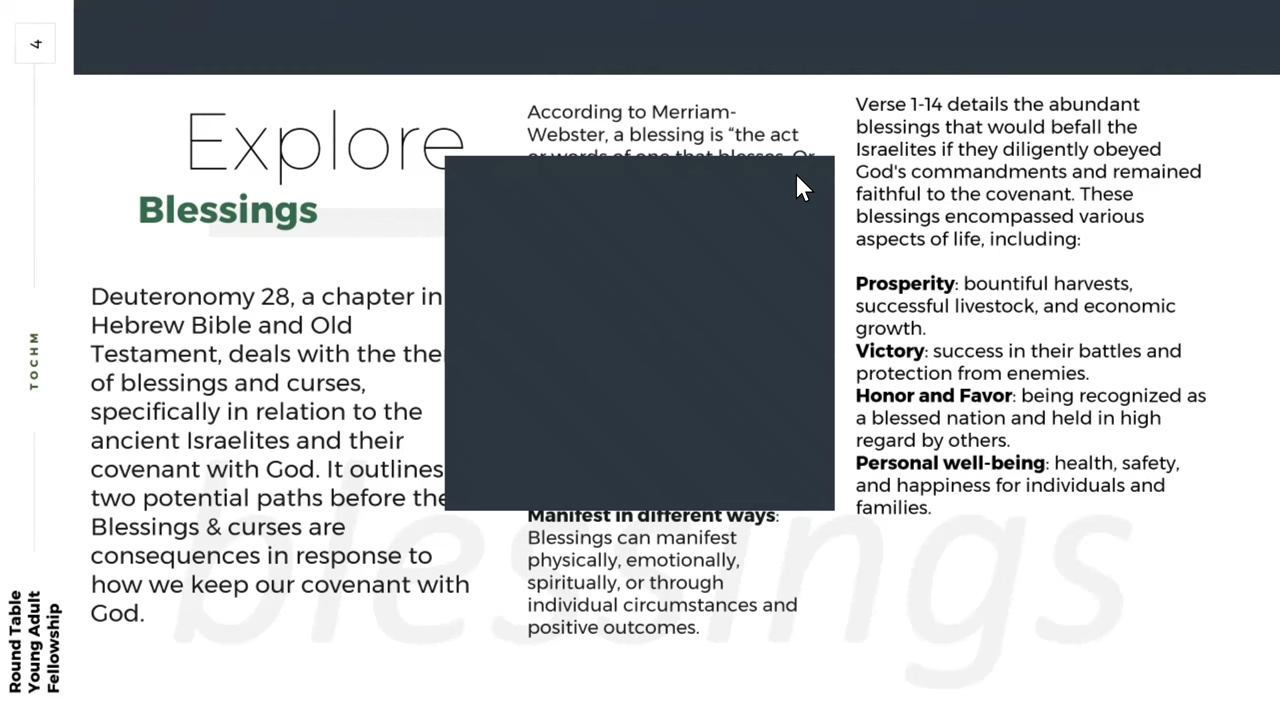 4
TOCHM
Round Table
Young Adult
Fellowship
Explore
Blessings
Deuteronomy 28, a chapter in
Hebrew Bible and Old
Testament, deals with the the
of blessings and curses,
specifically in relation to the
ancient Israelites and their
covenant with God. It outlines
two potential paths before the
Blessings & curses are
consequences in response to
how we keep our covenant with
God.
According to Merriam-
Webster, a blessing is “the act
or words of one that blesses. Or
Manifest in different ways:
Blessings can manifest
physically, emotionally,
spiritually, or through
individual circumstances and
positive outcomes.
Verse 1-14 details the abundant
blessings that would befall the
Israelites if they diligently obeyed
God's commandments and remained
faithful to the covenant. These
blessings encompassed various
aspects of life, including:
Prosperity: bountiful harvests,
successful livestock, and economic
growth.
Victory: success in their battles and
protection from enemies.
Honor and Favor: being recognized as
a blessed nation and held in high
regard by others.
Personal well-being: health, safety,
and happiness for individuals and
families.
blessings